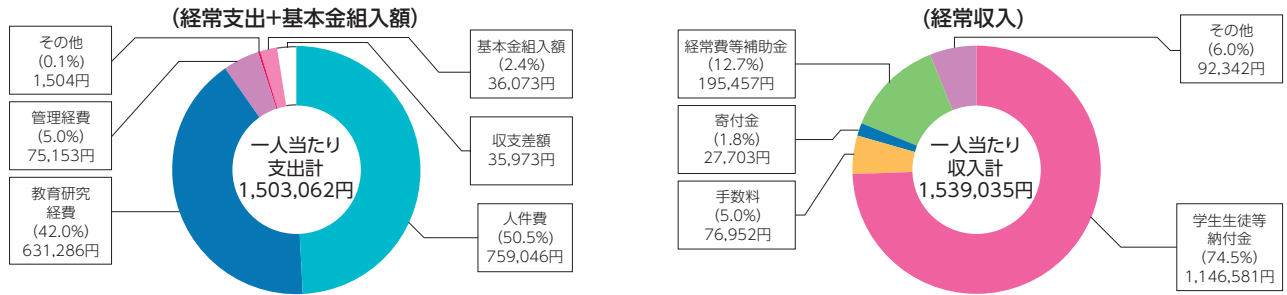 (経常支出+基本金組入額)
その他
(0.1%)
1,504円
管理経費
(5.0%)
75,153円
教育研究
経費
(42.0%)
631,286円
一人当たり
支出計
1,503,062円
基本金組入額
(2.4%)
36,073円
収支差額
35,973円
人件費
(50.5%)
759,046円
(経常収入)
経常費等補助金
(12.7%)
195,457円
寄付金
(1.8%)
27,703円
手数料
(5.0%)
76,952円
一人当たり
収入計
1,539,035円
その他
(6.0%)
92,342円
学生生徒等
納付金
(74.5%)
1,146,581円